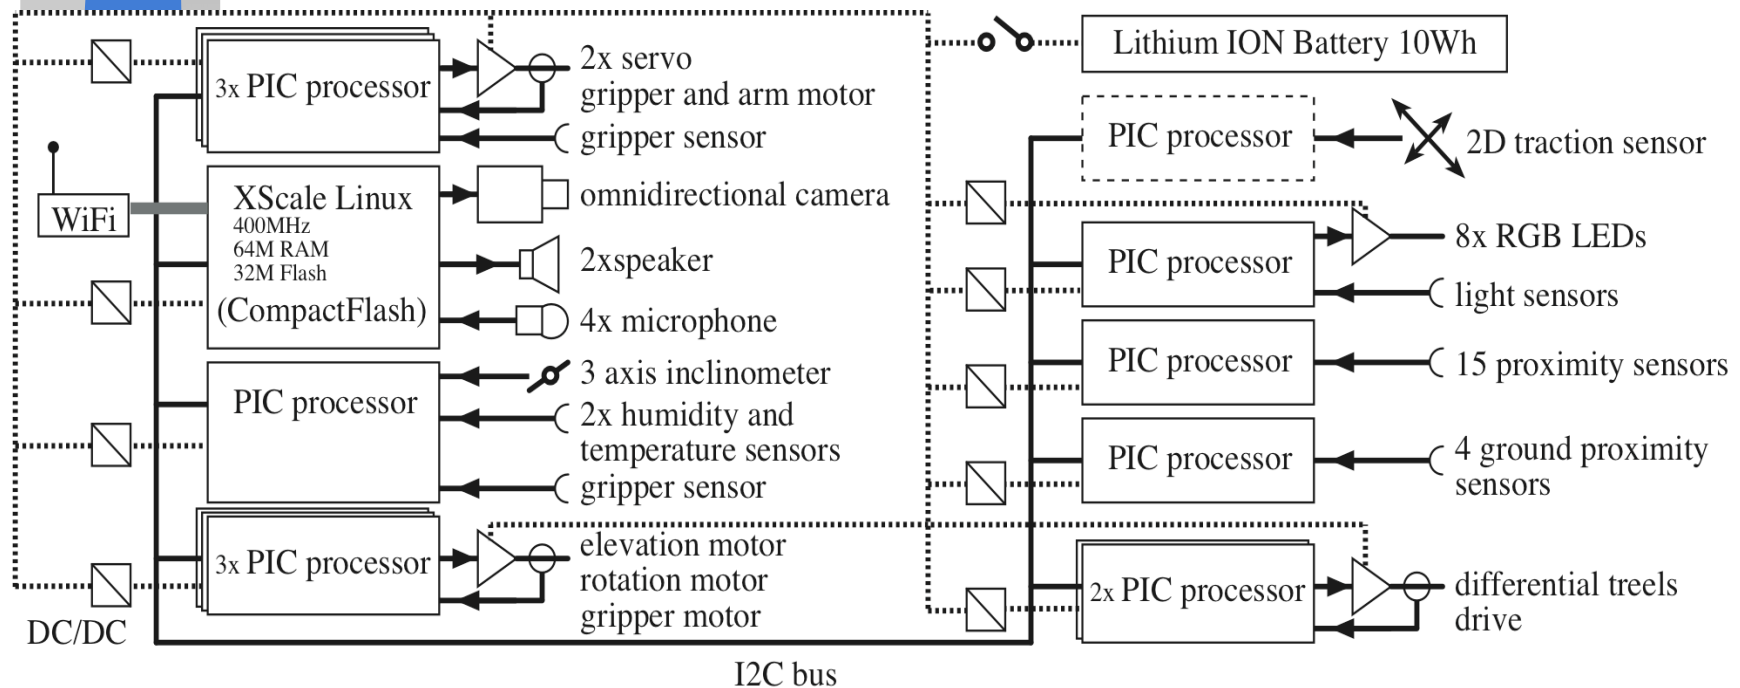 3x PIC processor
2x servo
gripper and arm motor
gripper sensor
WiFi
XScale Linux
400MHz
64M RAM
32M Flash
(CompactFlash)
omnidirectional camera
2xspeaker
4x microphone
PIC processor
3 axis inclinometer
2x humidity and
temperature sensors
gripper sensor
3x PIC processor
elevation motor
rotation motor
gripper motor
DC/DC
I2C bus
Lithium ION Battery 10Wh
PIC processor
2D traction sensor
PIC processor
8x RGB LEDs
light sensors
PIC processor
15 proximity sensors
PIC processor
4 ground proximity
sensors
2x PIC processor
differential treels
drive